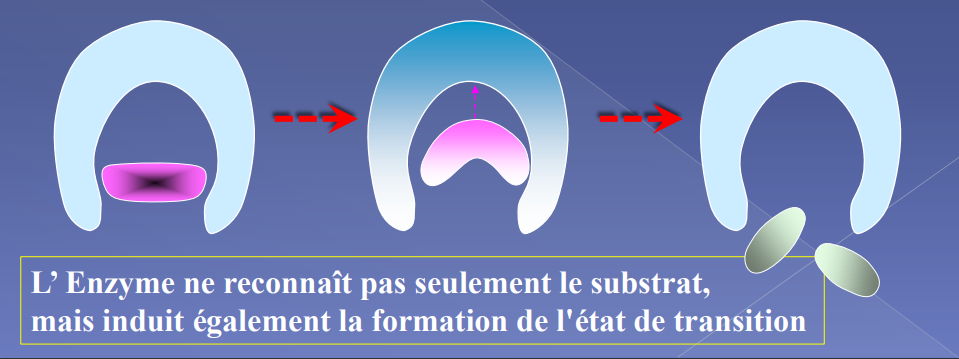 L’ Enzyme ne reconnaît pas seulement le substrat,
mais induit également la formation de l'état de transition